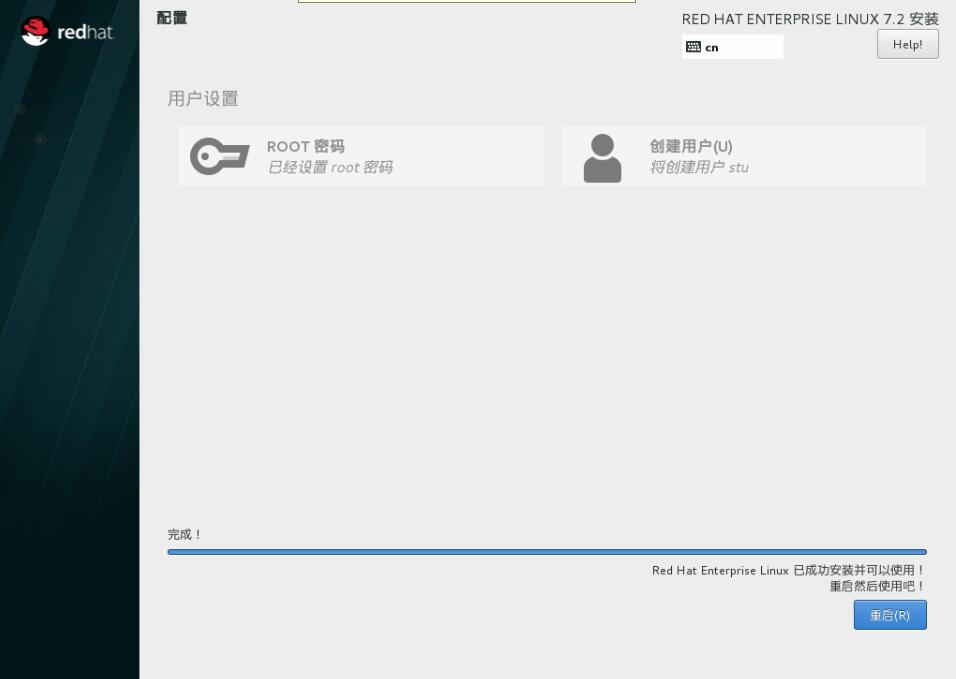 redhat
配置
RED HAT ENTERPRISE LINUX 7.2 安装
cn
Help!
用户设置
ROOT 密码
已经设置 root 密码
创建用户(U)
将创建用户 stu
完成！
Red Hat Enterprise Linux 已成功安装并可以使用！
重启然后使用吧！
重启(R)